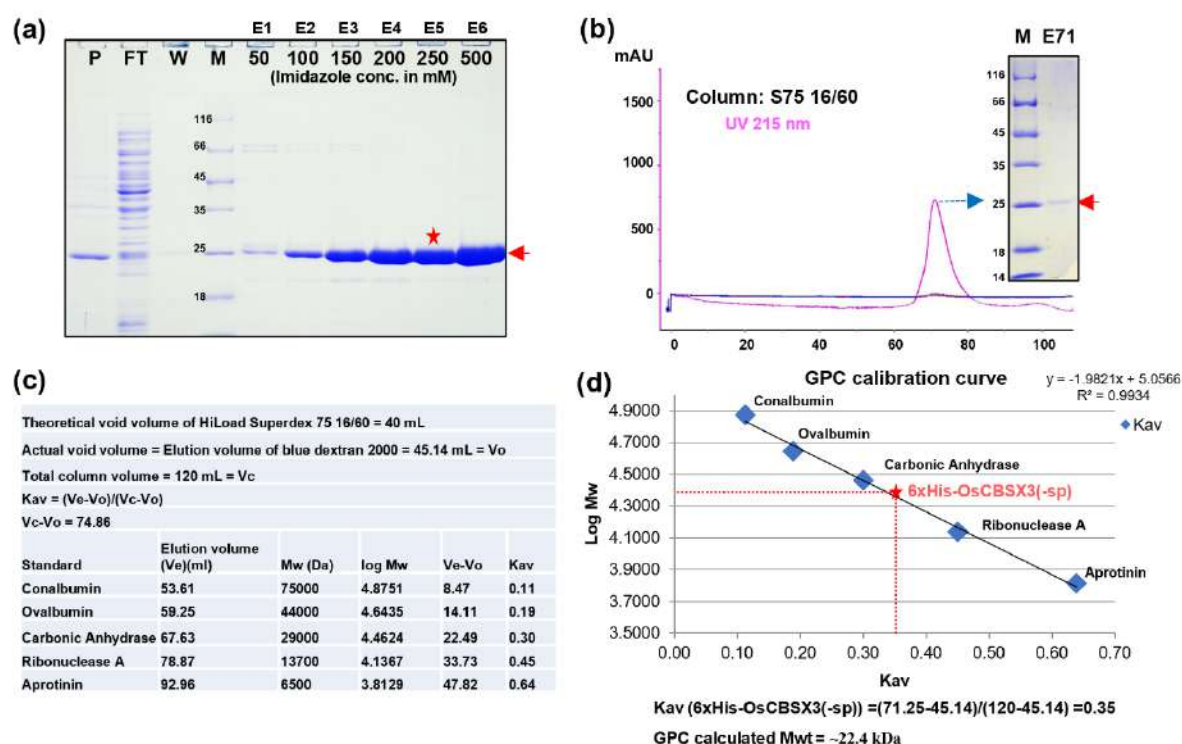 (a)
E1 E2 E3 E4 E5 E6
P FT W M 50 100 150 200 250 500
(Imidazole conc. in mM)
116
66
45
35
25
18
(b)
mAU
1500
1000
500
0
Column: S75 16/60
UV 215 nm
0 20 40 60 80 100
M E71
116
66
45
35
25
18
14
(c)
Theoretical void volume of HiLoad Superdex 75 16/60 = 40 mL
Actual void volume = Elution volume of blue dextran 2000 = 45.14 mL = Vo
Total column volume = 120 mL = Vc
Kav = (Ve-Vo)/(Vc-Vo)
Vc-Vo = 74.86
Elution volume
Standard (Ve)(ml) Mw (Da) log Mw Ve-Vo Kav
Conalbumin 53.61 75000 4.8751 8.47 0.11
Ovalbumin 59.25 44000 4.6435 14.11 0.19
Carbonic Anhydrase 67.63 29000 4.4624 22.49 0.30
Ribonuclease A 78.87 13700 4.1367 33.73 0.45
Aprotinin 92.96 6500 3.8129 47.82 0.64
(d)
GPC calibration curve
y = -1.9821x + 5.0566
R² = 0.9934
Kav
Log Mw
4.9000
4.7000
4.5000
4.3000
4.1000
3.9000
3.7000
3.5000
Conalbumin
Ovalbumin
Carbonic Anhydrase
6xHis-OsCBSX3(-sp)
Ribonuclease A
Aprotinin
0.00 0.10 0.20 0.30 0.40 0.50 0.60 0.70
Kav
Kav (6xHis-OsCBSX3(-sp)) =(71.25-45.14)/(120-45.14) =0.35
GPC calculated Mwt = ~22.4 kDa